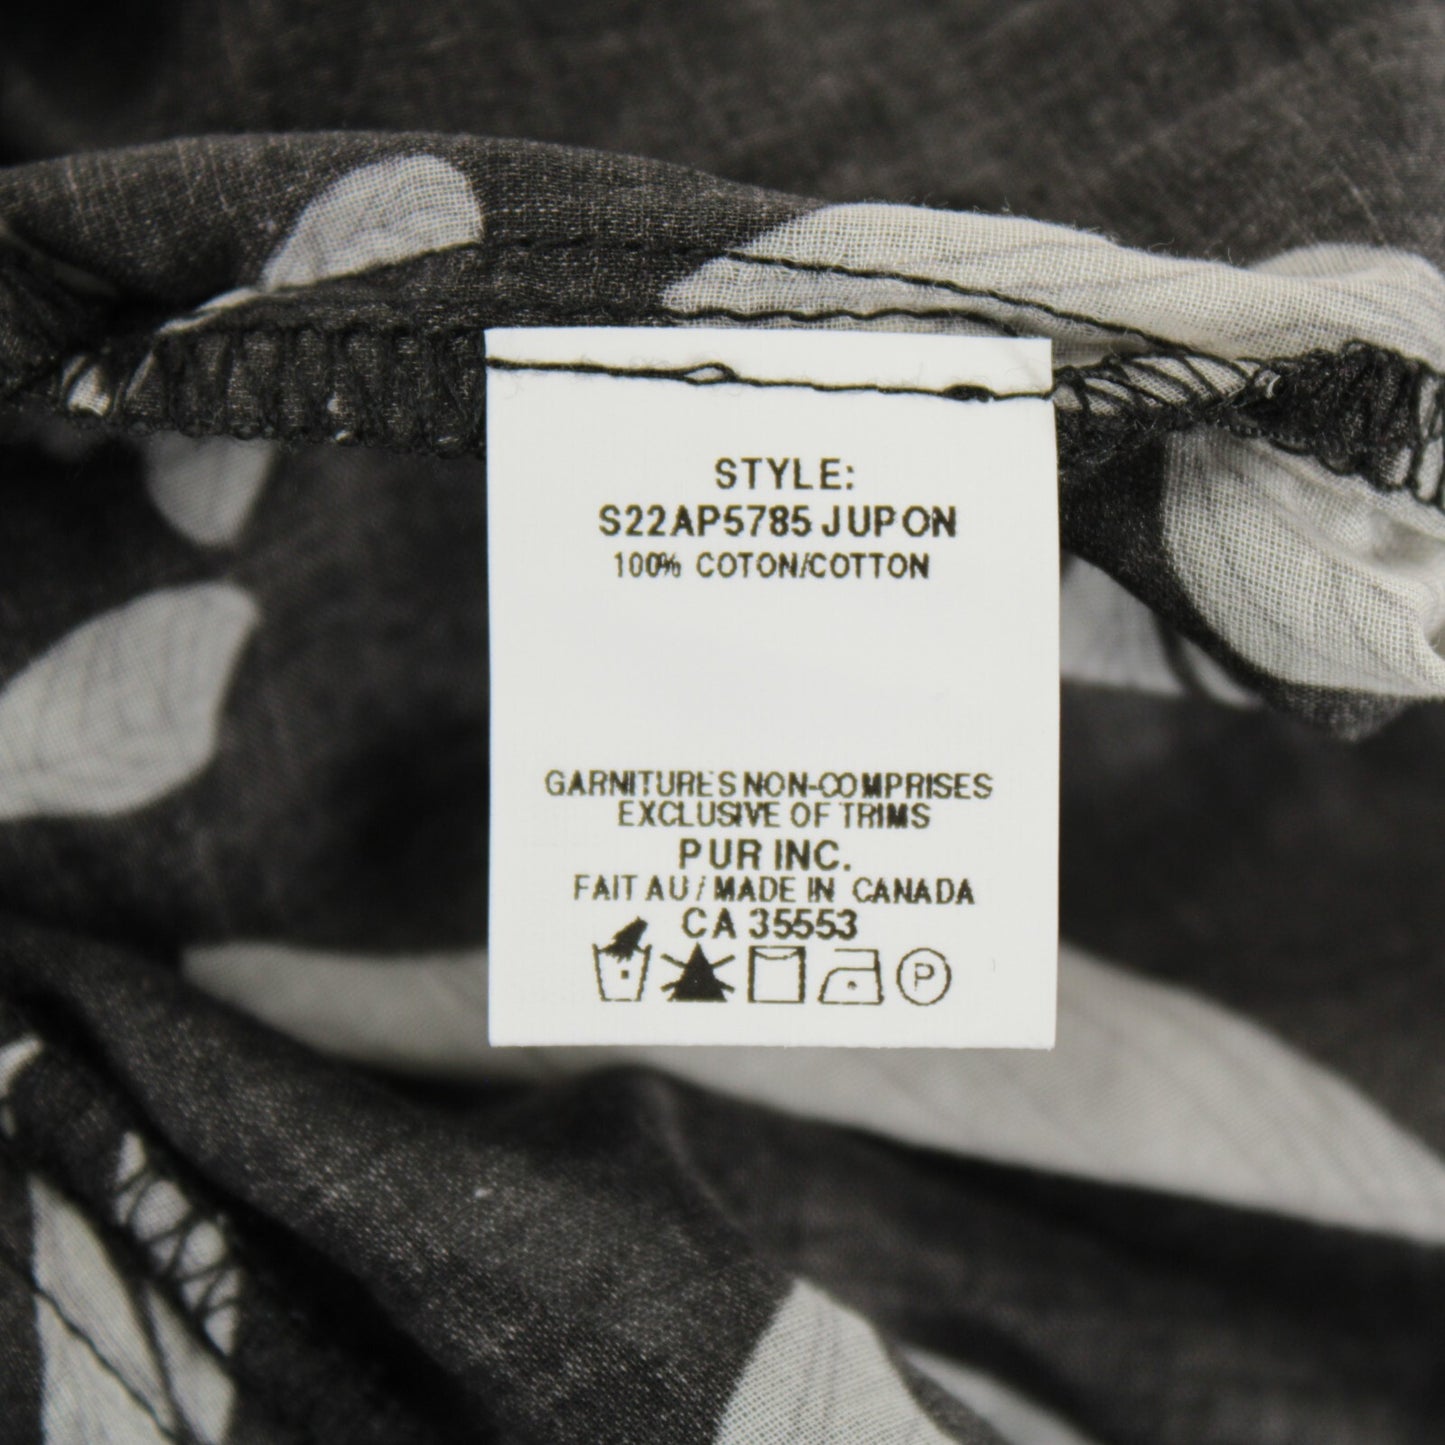 STYLE:
S22AP5785 JUPON
100% COTON/COTTON
GARNITURES NON-COMPRISES
EXCLUSIVE OF TRIMS
PUR INC.
FAIT AU / MADE IN CANADA
CA 35553
P